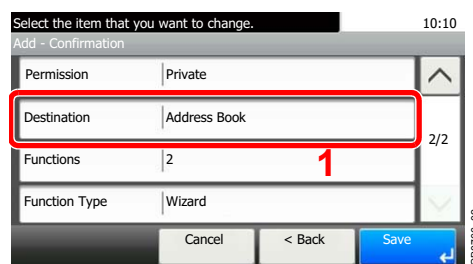 Select the item that you want to change. 10:10
Add - Confirmation
Permission Private
Destination Address Book
2/2
Functions 2 1
Function Type Wizard
Cancel < Back Save